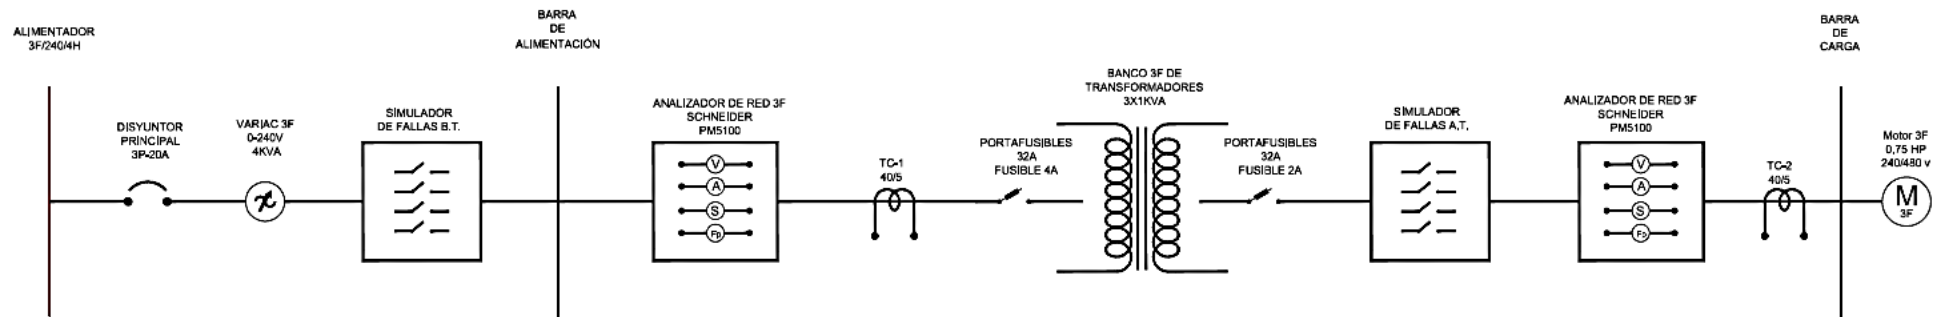 ALIMENTADOR
3F/240/4H
DISYUNTOR
PRINCIPAL
3P-20A
VARIAC 3F
0-240V
4KVA
SIMULADOR
DE FALLAS B.T.
BARRA
DE
ALIMENTACIÓN
ANALIZADOR DE RED 3F
SCHNEIDER
PM5100
V
A
S
Fp
TC-1
40/5
PORTAFUSIBLES
32A
FUSIBLE 4A
BANCO 3F DE
TRANSFORMADORES
3X1KVA
PORTAFUSIBLES
32A
FUSIBLE 2A
SIMULADOR
DE FALLAS A.T.
ANALIZADOR DE RED 3F
SCHNEIDER
PM5100
V
A
S
Fp
TC-2
40/5
BARRA
DE
CARGA
Motor 3F
0,75 HP
240/480 v
M
3F